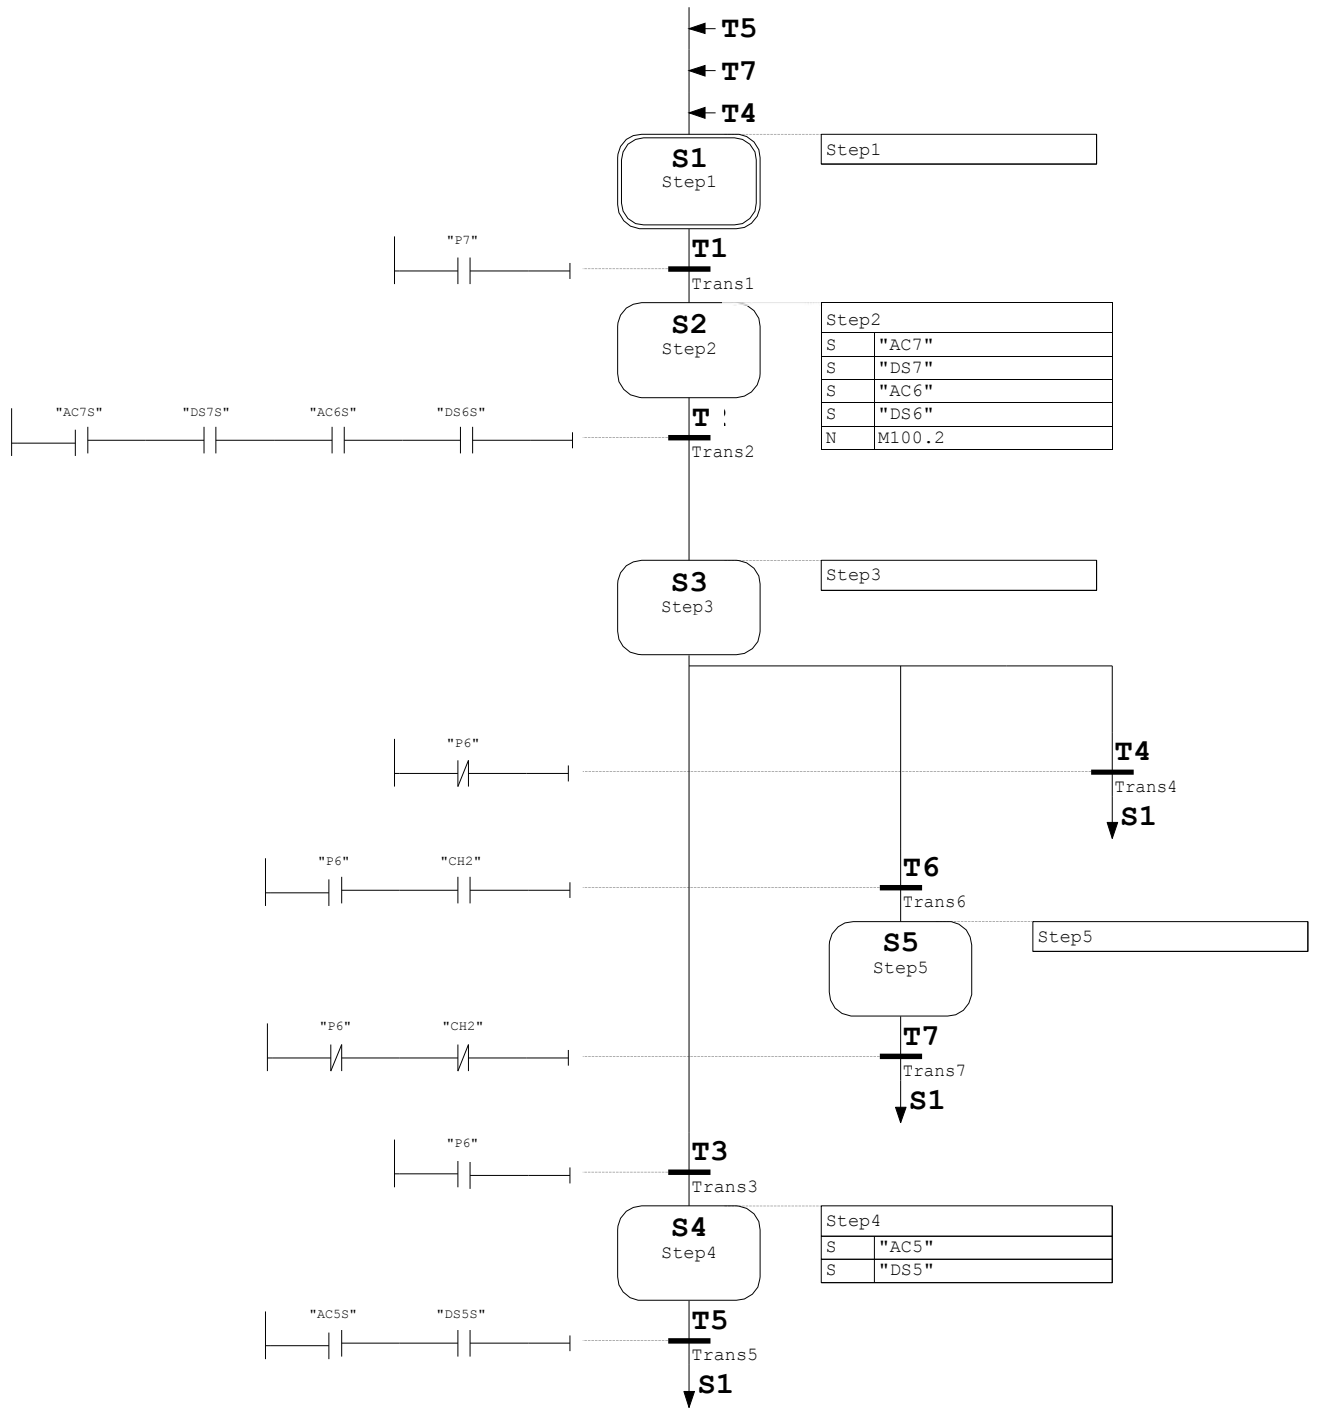 T5
T7
T4
S1
Step1
Step1
"P7"
T1
Trans1
S2
Step2
Step2
S "AC7"
S "DS7"
S "AC6"
S "DS6"
N M100.2
"AC7S" "DS7S" "AC6S" "DS6S"
T
Trans2
S3
Step3
Step3
"P6"
T4
Trans4
S1
"P6" "CH2"
T6
Trans6
S5
Step5
Step5
"P6" "CH2"
T7
Trans7
S1
"P6"
T3
Trans3
S4
Step4
Step4
S "AC5"
S "DS5"
"AC5S" "DS5S"
T5
Trans5
S1